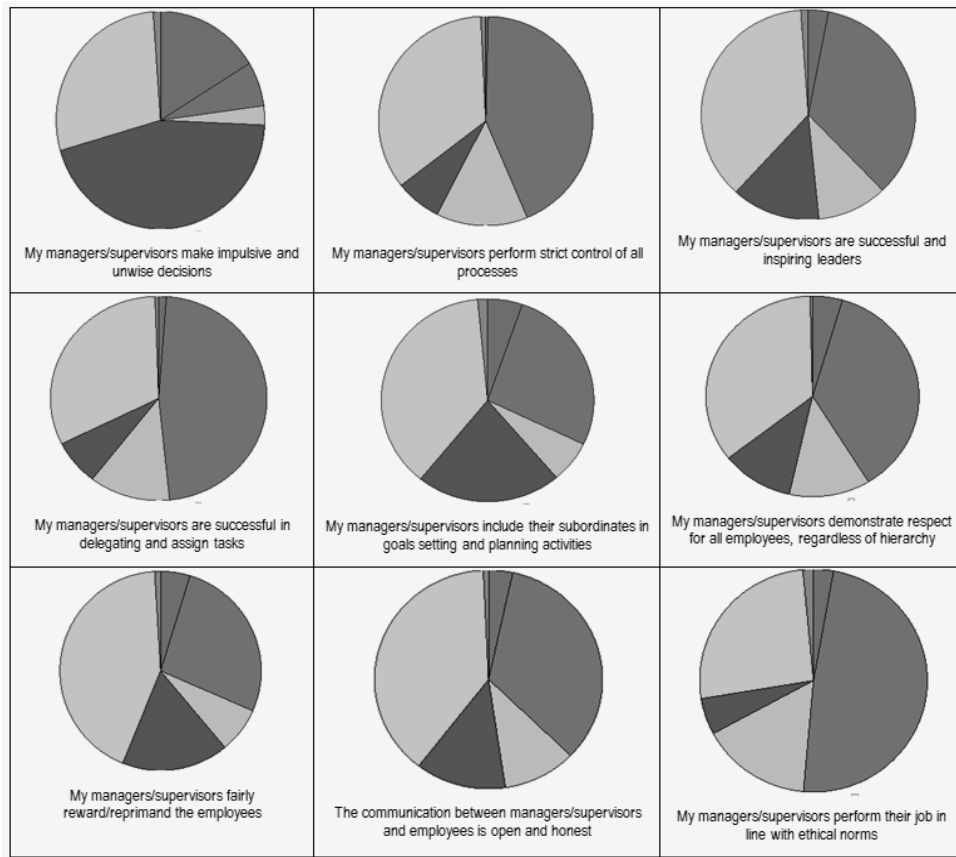 My managers/supervisors make impulsive and
unwise decisions
My managers/supervisors perform strict control of all
processes
My managers/supervisors are successful and
inspiring leaders
My managers/supervisors are successful in
delegating and assign tasks
My managers/supervisors include their subordinates in
goals setting and planning activities
My managers/supervisors demonstrate respect
for all employees, regardless of hierarchy
My managers/supervisors fairly
reward/reprimand the employees
The communication between managers/supervisors
and employees is open and honest
My managers/supervisors perform their job in
line with ethical norms